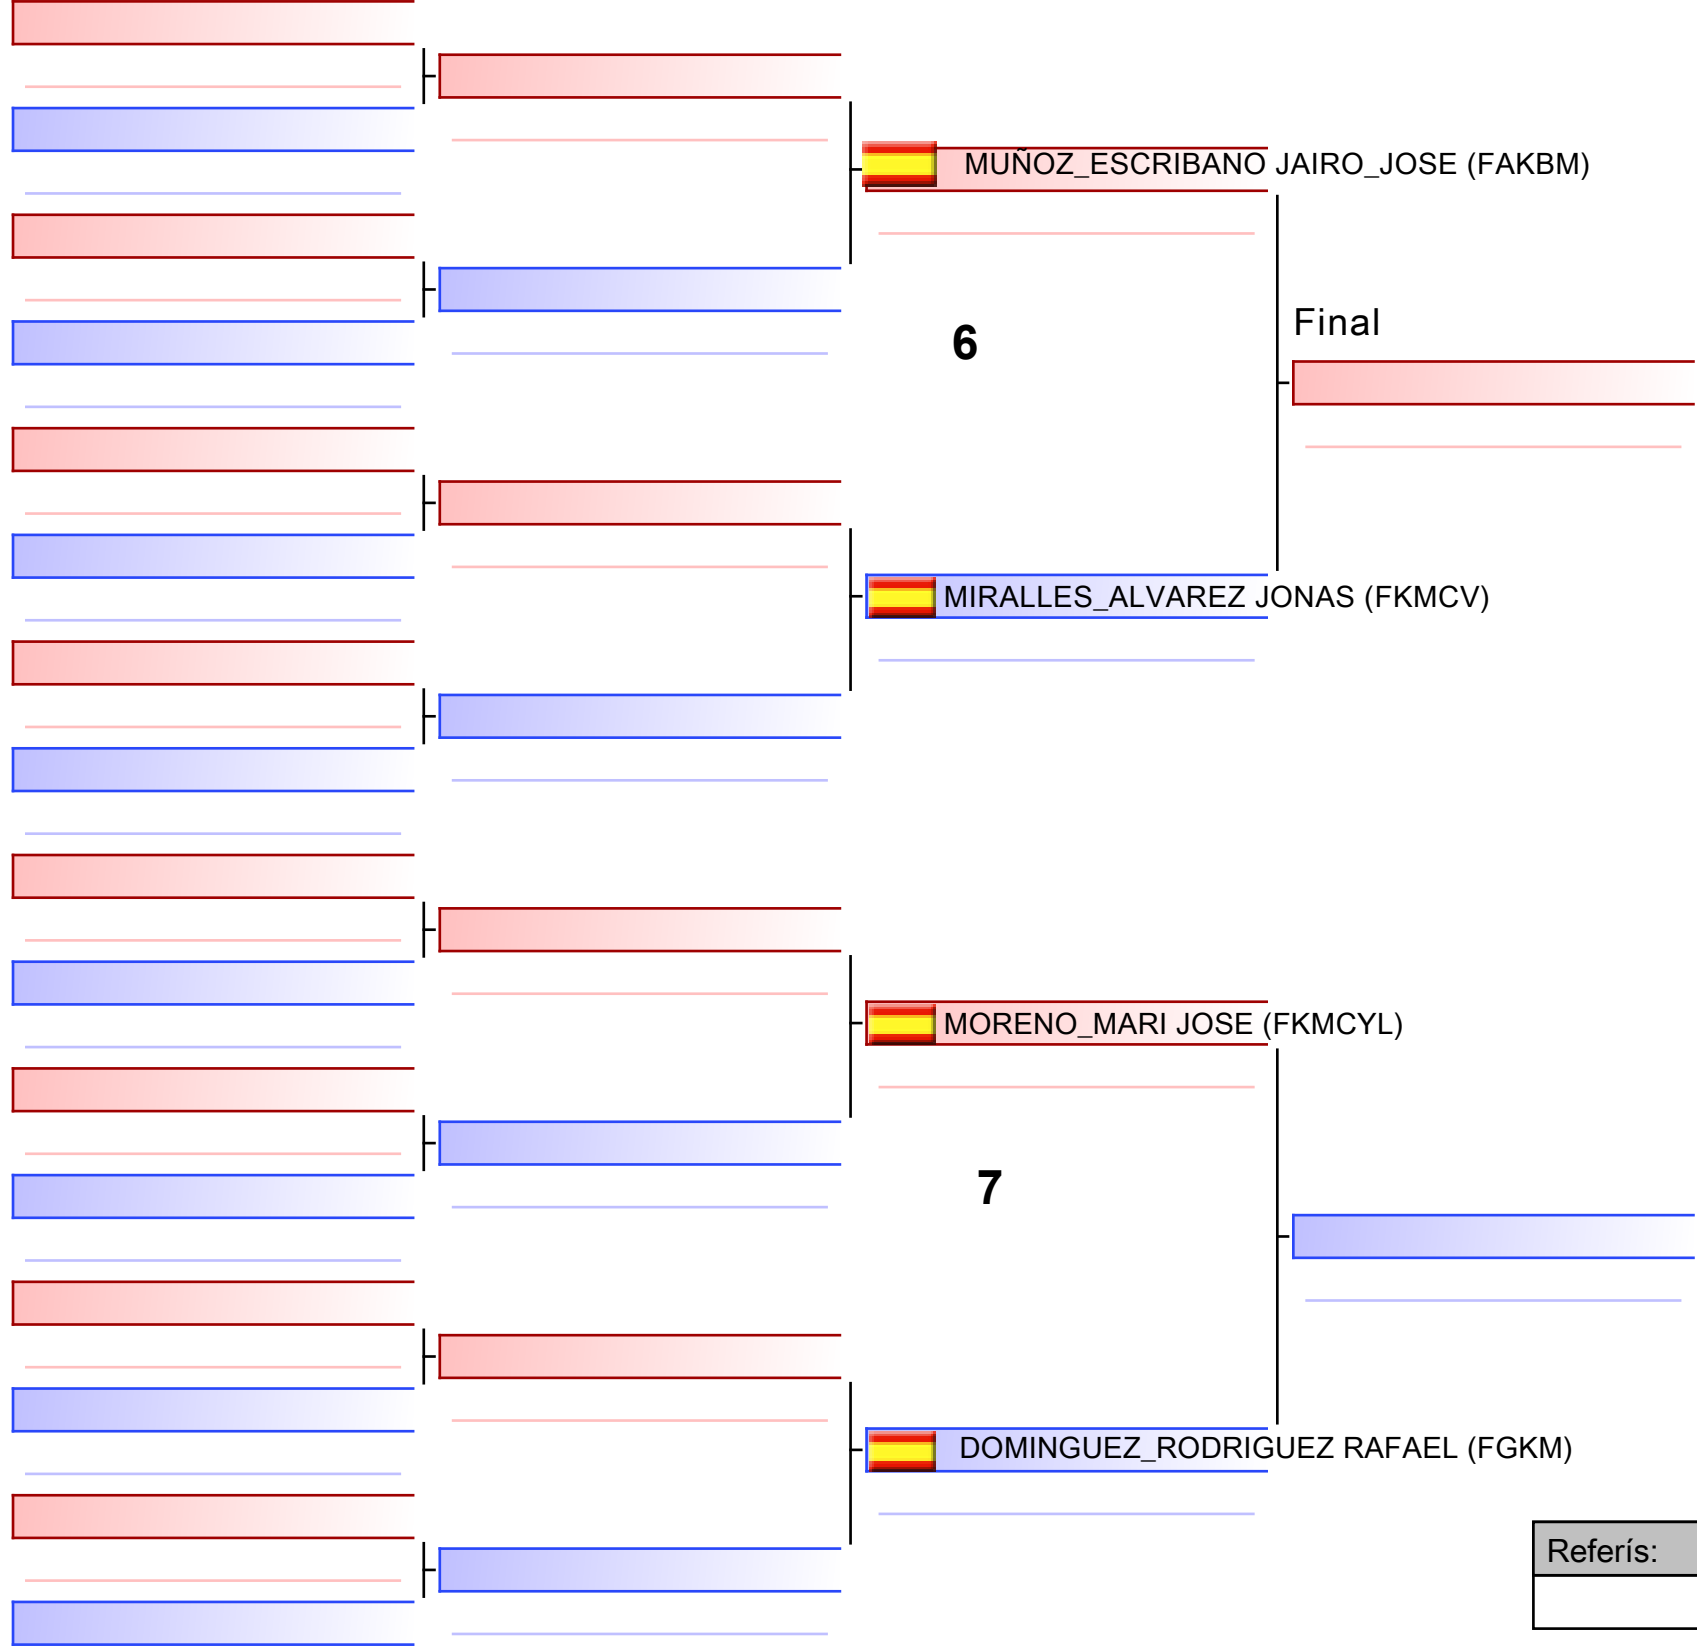 MUÑOZ_ESCRIBANO JAIRO_JOSE (FAKBM)
Final
6
MIRALLES_ALVAREZ JONAS (FKMCV)
MORENO_MARI JOSE (FKMCYL)
7
DOMINGUEZ_RODRIGUEZ RAFAEL (FGKM)
Referís: